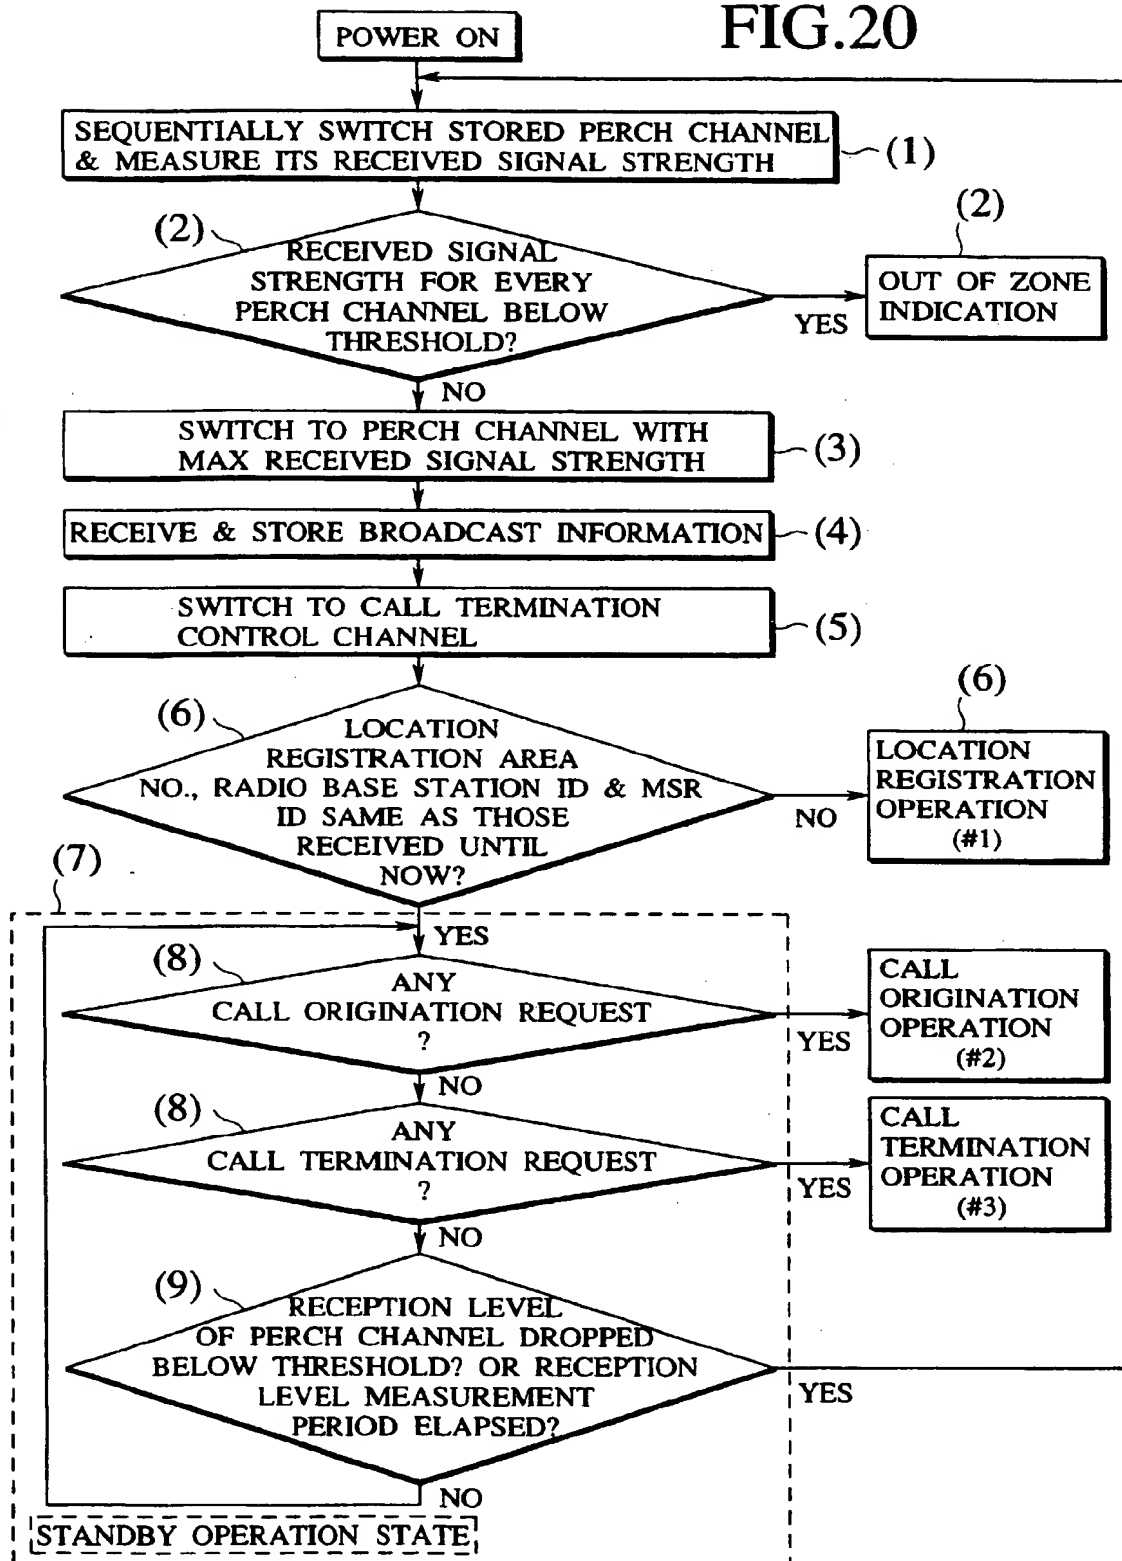 FIG.20
POWER ON
SEQUENTIALLY SWITCH STORED PERCH CHANNEL
& MEASURE ITS RECEIVED SIGNAL STRENGTH
(1)
(2)
RECEIVED SIGNAL
STRENGTH FOR EVERY
PERCH CHANNEL BELOW
THRESHOLD?
YES
(2)
OUT OF ZONE
INDICATION
NO
SWITCH TO PERCH CHANNEL WITH
MAX RECEIVED SIGNAL STRENGTH
(3)
RECEIVE & STORE BROADCAST INFORMATION
(4)
SWITCH TO CALL TERMINATION
CONTROL CHANNEL
(5)
(6)
LOCATION
REGISTRATION AREA
NO., RADIO BASE STATION ID & MSR
ID SAME AS THOSE
RECEIVED UNTIL
NOW?
NO
(6)
LOCATION
REGISTRATION
OPERATION
(#1)
(7)
YES
(8)
ANY
CALL ORIGINATION REQUEST
?
YES
CALL
ORIGINATION
OPERATION
(#2)
NO
(8)
ANY
CALL TERMINATION REQUEST
?
YES
CALL
TERMINATION
OPERATION
(#3)
NO
(9)
RECEPTION LEVEL
OF PERCH CHANNEL DROPPED
BELOW THRESHOLD? OR RECEPTION
LEVEL MEASUREMENT
PERIOD ELAPSED?
YES
NO
STANDBY OPERATION STATE